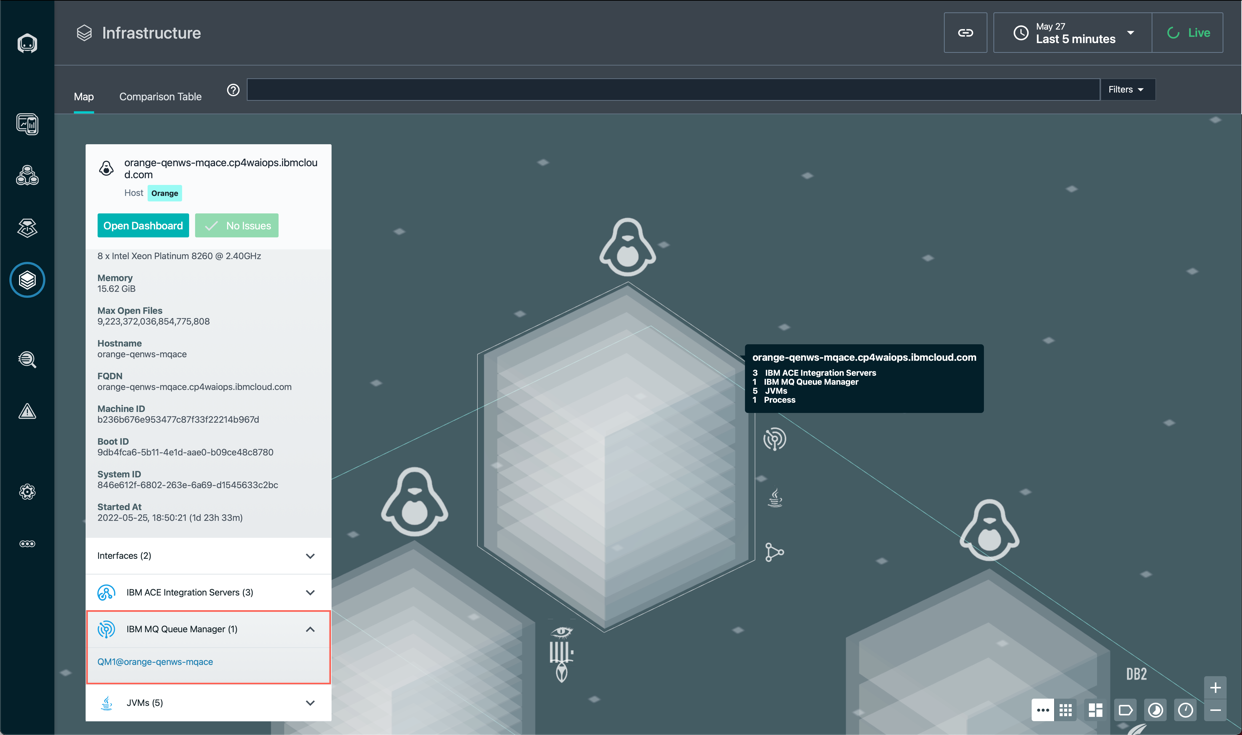 Infrastructure
May 27
Last 5 minutes
Live
Map
Comparison Table
Filters
orange-qenws-mqace.cp4waiops.ibmclou
d.com
Host Orange
Open Dashboard
No Issues
8 x Intel Xeon Platinum 8260 @ 2.40GHz
Memory
15.62 GiB
Max Open Files
9,223,372,036,854,775,808
Hostname
orange-qenws-mqace
FQDN
orange-qenws-mqace.cp4waiops.ibmcloud.com
Machine ID
b236b676e953477c87f33f22214b967d
Boot ID
9db4fca6-5b11-4e1d-aae0-b09ce48c8780
System ID
846e612f-6802-263e-6a69-d1545633c2bc
Started At
2022-05-25, 18:50:21 (1d 23h 33m)
Interfaces (2)
IBM ACE Integration Servers (3)
IBM MQ Queue Manager (1)
QM1@orange-qenws-mqace
JVMs (5)
orange-qenws-mqace.cp4waiops.ibmcloud.com
3 IBM ACE Integration Servers
1 IBM MQ Queue Manager
5 JVMs
1 Process
DB2